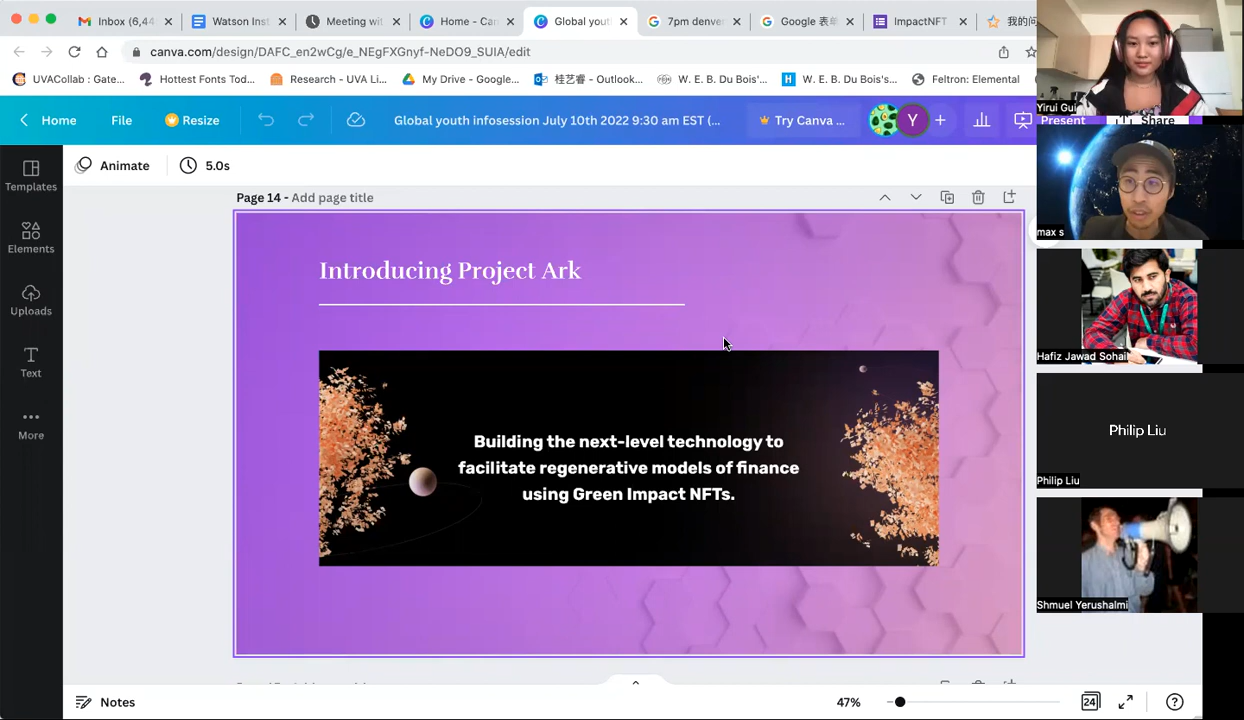 Inbox (6,44
Watson Inst
Meeting wit
Home - Can
Global yout
7pm denve
Google 表单
ImpactNFT
我的问
canva.com/design/DAFC_en2wCg/e_NEgFXGnyf-NeDO9_SUIA/edit
UVACollab : Gate...
Hottest Fonts Tod...
Research - UVA Li...
My Drive - Google...
桂艺睿 - Outlook...
W. E. B. Du Bois'...
W. E. B. Du Bois's...
Feltron: Elemental
Home
File
Resize
Global youth infosession July 10th 2022 9:30 am EST (...
Try Canva ...
Y
Present
Share
Templates
Elements
Uploads
Text
More
Animate
5.0s
Page 14 - Add page title
Introducing Project Ark
Building the next-level technology to
facilitate regenerative models of finance
using Green Impact NFTs.
Notes
47%
24
Yirui Gui
max s
Hafiz Jawad Sohail
Philip Liu
Philip Liu
Shmuel Yerushalmi